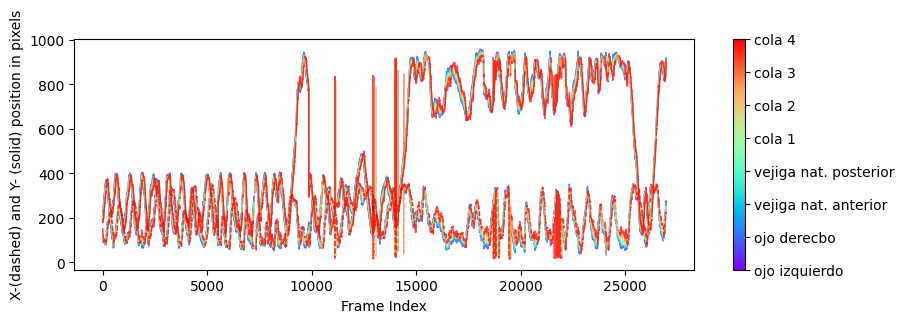 X-(dashed) and Y- (solid) position in pixels
1000
800
600
400
200
0
0 5000 10000 15000 20000 25000
Frame Index
cola 4
cola 3
cola 2
cola 1
vejiga nat. posterior
vejiga nat. anterior
ojo derecbo
ojo izquierdo